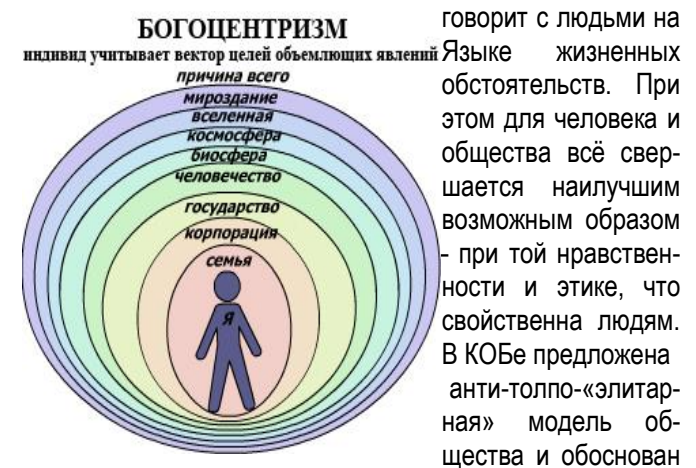 БОГОЦЕНТРИЗМ
индивид учитывает вектор целей объемлющих явлений
причина всего
мироздание
вселенная
космосфера
биосфера
человечество
государство
корпорация
семья
Я
говорит с людьми на
Языке жизненных
обстоятельств. При
этом для человека и
общества всё свер-
шается наилучшим
возможным образом
- при той нравствен-
ности и этике, что
свойственна людям.
В КОБе предложена
анти-толпо-«элитар-
ная» модель об-
щества и обоснован